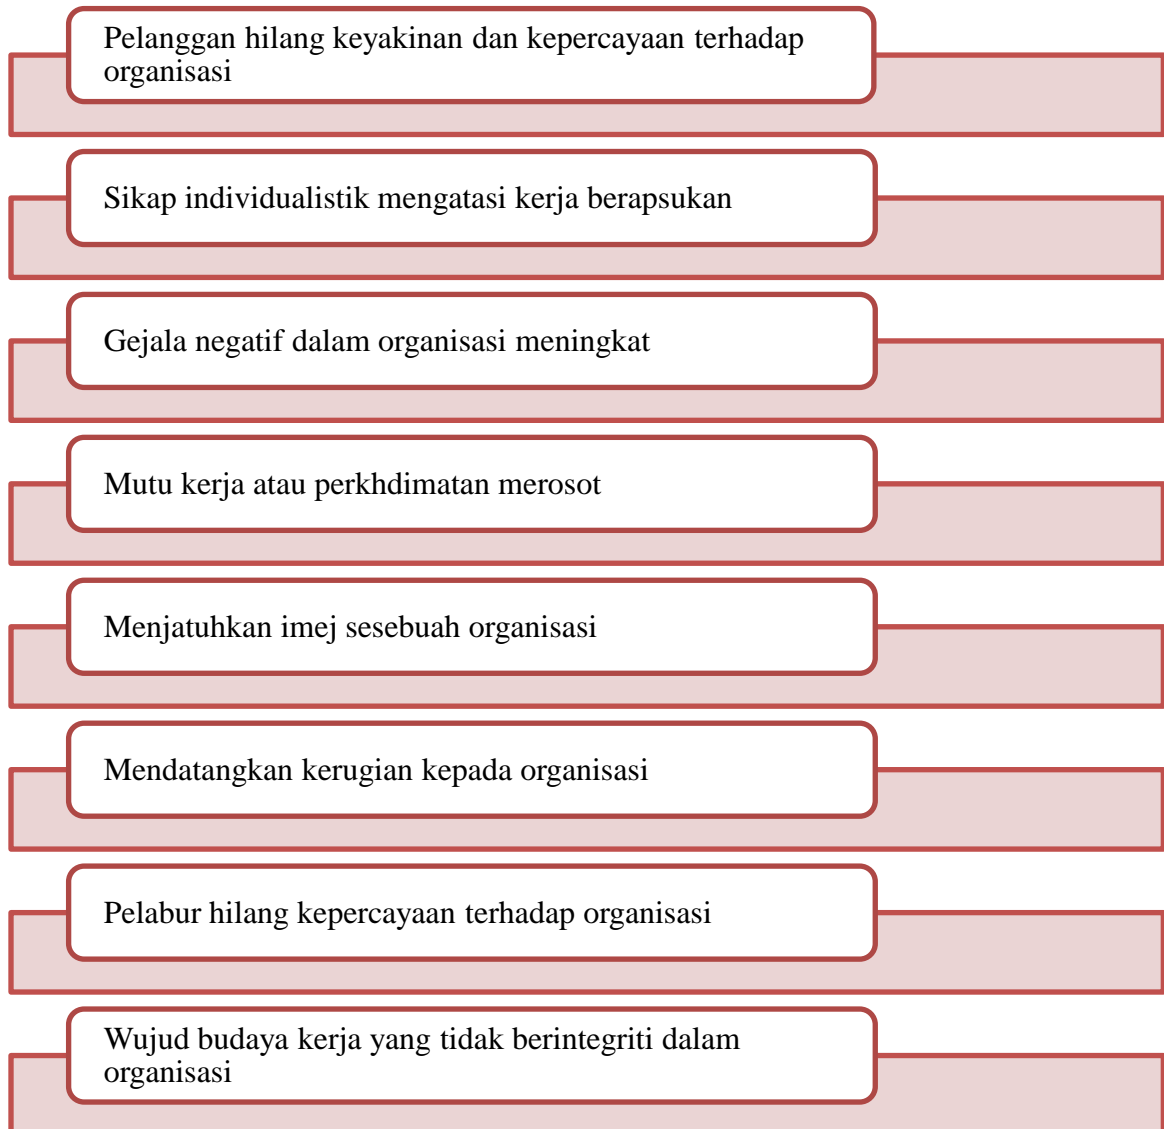 Pelanggan hilang keyakinan dan kepercayaan terhadap
organisasi
Sikap individualistik mengatasi kerja berapsukan
Gejala negatif dalam organisasi meningkat
Mutu kerja atau perkhdimatan merosot
Menjatuhkan imej sesebuah organisasi
Mendatangkan kerugian kepada organisasi
Pelabur hilang kepercayaan terhadap organisasi
Wujud budaya kerja yang tidak berintegriti dalam
organisasi